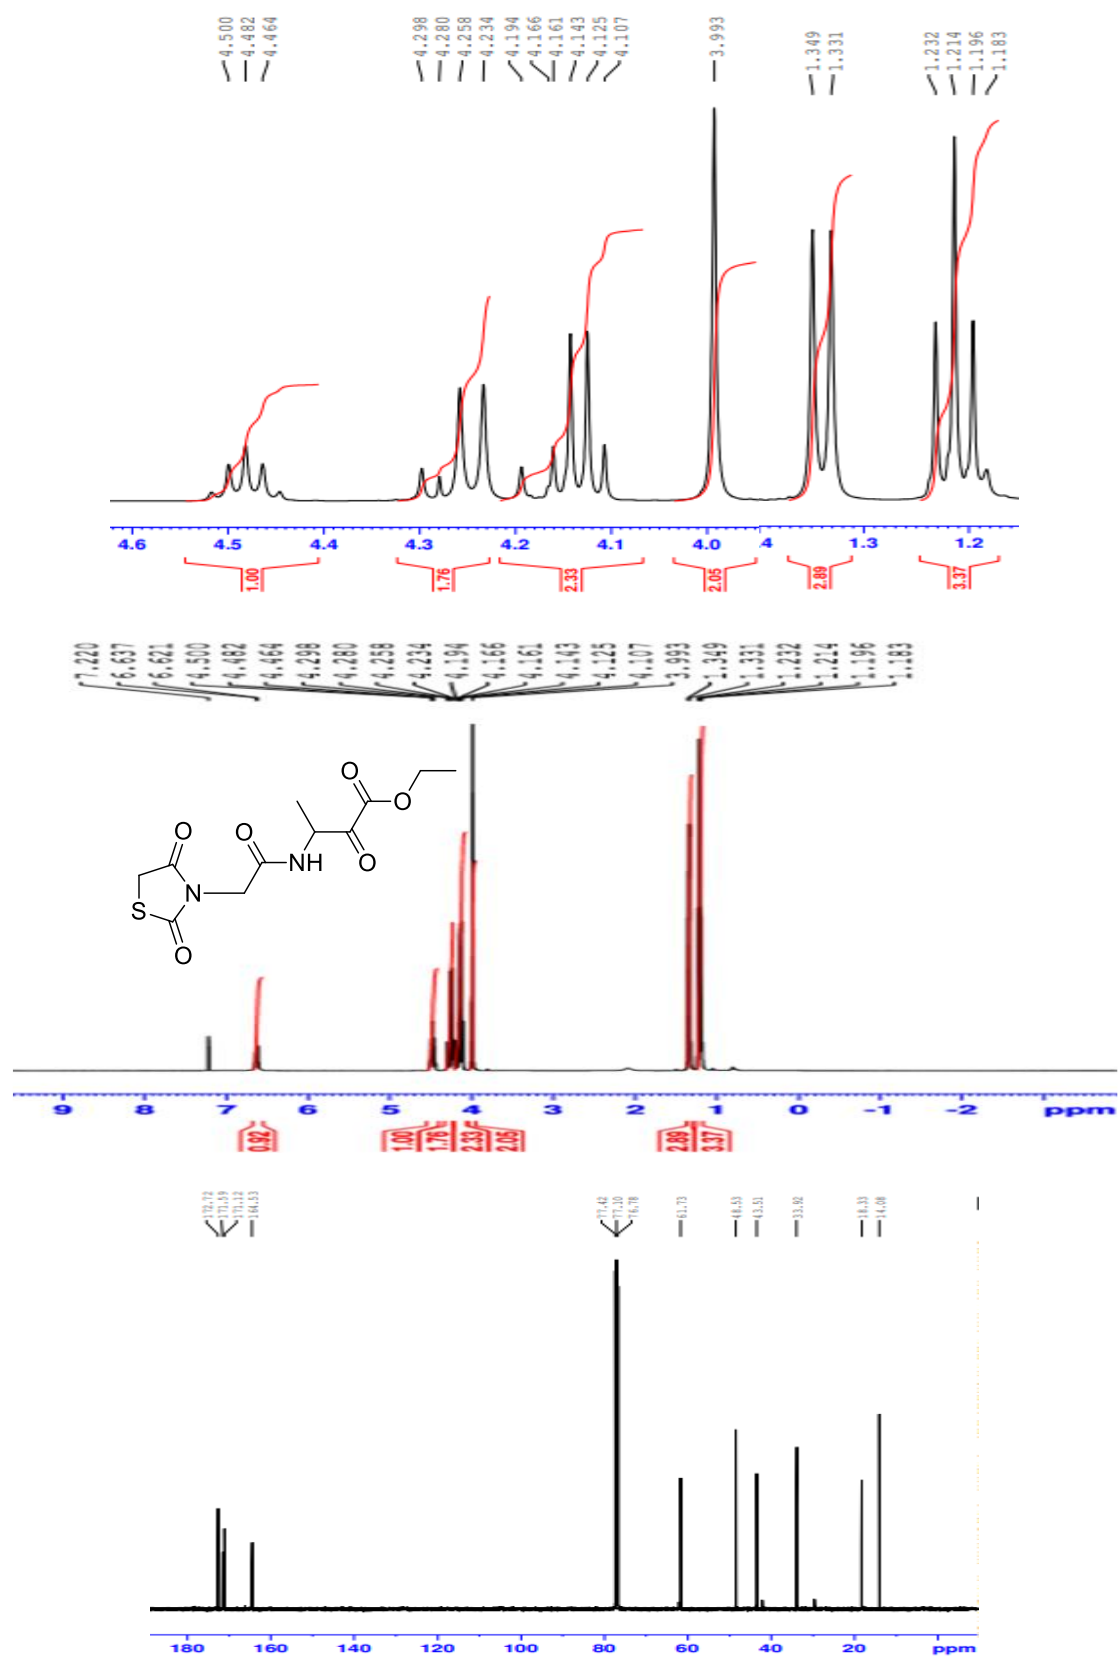 4.500 4.482 4.464 4.298 4.280 4.258 4.234 4.194 4.166 4.161 4.143 4.125 4.107 3.993 1.349 1.331 1.232 1.214 1.196 1.183
4.6 4.5 4.4 4.3 4.2 4.1 4.0 4 1.3 1.2
1.00 1.76 2.33 2.05 2.89 3.37
7.220 6.637 6.621 4.500 4.482 4.464 4.298 4.280 4.258 4.234 4.194 4.166 4.161 4.143 4.125 4.107 3.993 1.349 1.331 1.232 1.214 1.196 1.183
O
O
O
O
O
O
NH
N
S
O
9 8 7 6 5 4 3 2 1 0 -1 -2 ppm
0.92 1.00 1.76 2.33 2.05 2.89 3.37
172.72 171.59 171.12 164.53 77.42 77.10 76.78 61.73 48.53 43.51 33.92 18.33 14.08
180 160 140 120 100 80 60 40 20 ppm